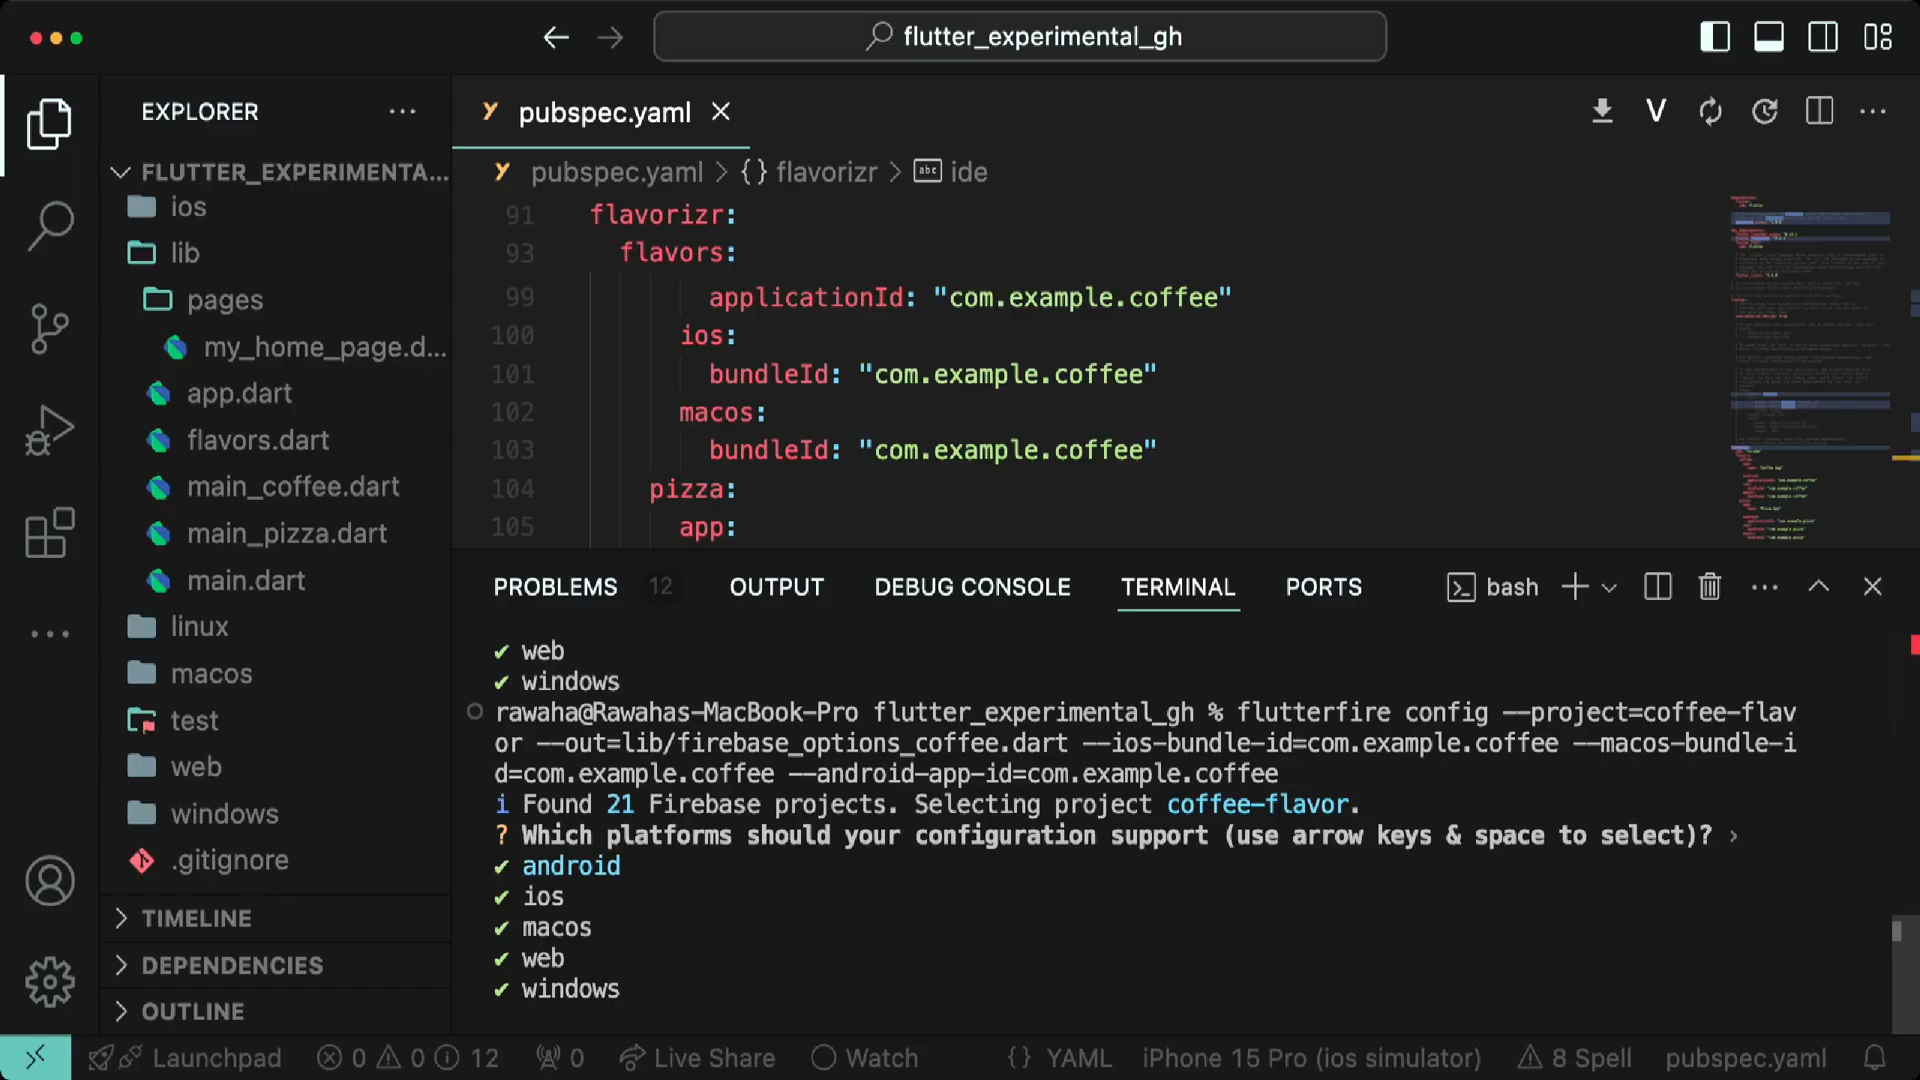 flutter_experimental_gh
EXPLORER
FLUTTER_EXPERIMENTA...
ios
lib
pages
my_home_page.d...
app.dart
flavors.dart
main_coffee.dart
main_pizza.dart
main.dart
linux
macos
test
web
windows
.gitignore
TIMELINE
DEPENDENCIES
OUTLINE
pubspec.yaml
pubspec.yaml > {} flavorizr > abc ide
91 flavorizr:
93 flavors:
99 applicationId: "com.example.coffee"
100 ios:
101 bundleId: "com.example.coffee"
102 macos:
103 bundleId: "com.example.coffee"
104 pizza:
105 app:
PROBLEMS 12 OUTPUT DEBUG CONSOLE TERMINAL PORTS bash
✔ web
✔ windows
rawaha@Rawahas-MacBook-Pro flutter_experimental_gh % flutterfire config --project=coffee-flav
or --out=lib/firebase_options_coffee.dart --ios-bundle-id=com.example.coffee --macos-bundle-i
d=com.example.coffee --android-app-id=com.example.coffee
i Found 21 Firebase projects. Selecting project coffee-flavor.
? Which platforms should your configuration support (use arrow keys & space to select)? ›
✔ android
✔ ios
✔ macos
✔ web
✔ windows
Launchpad 0 0 12 0 Live Share Watch {} YAML iPhone 15 Pro (ios simulator) 8 Spell pubspec.yaml